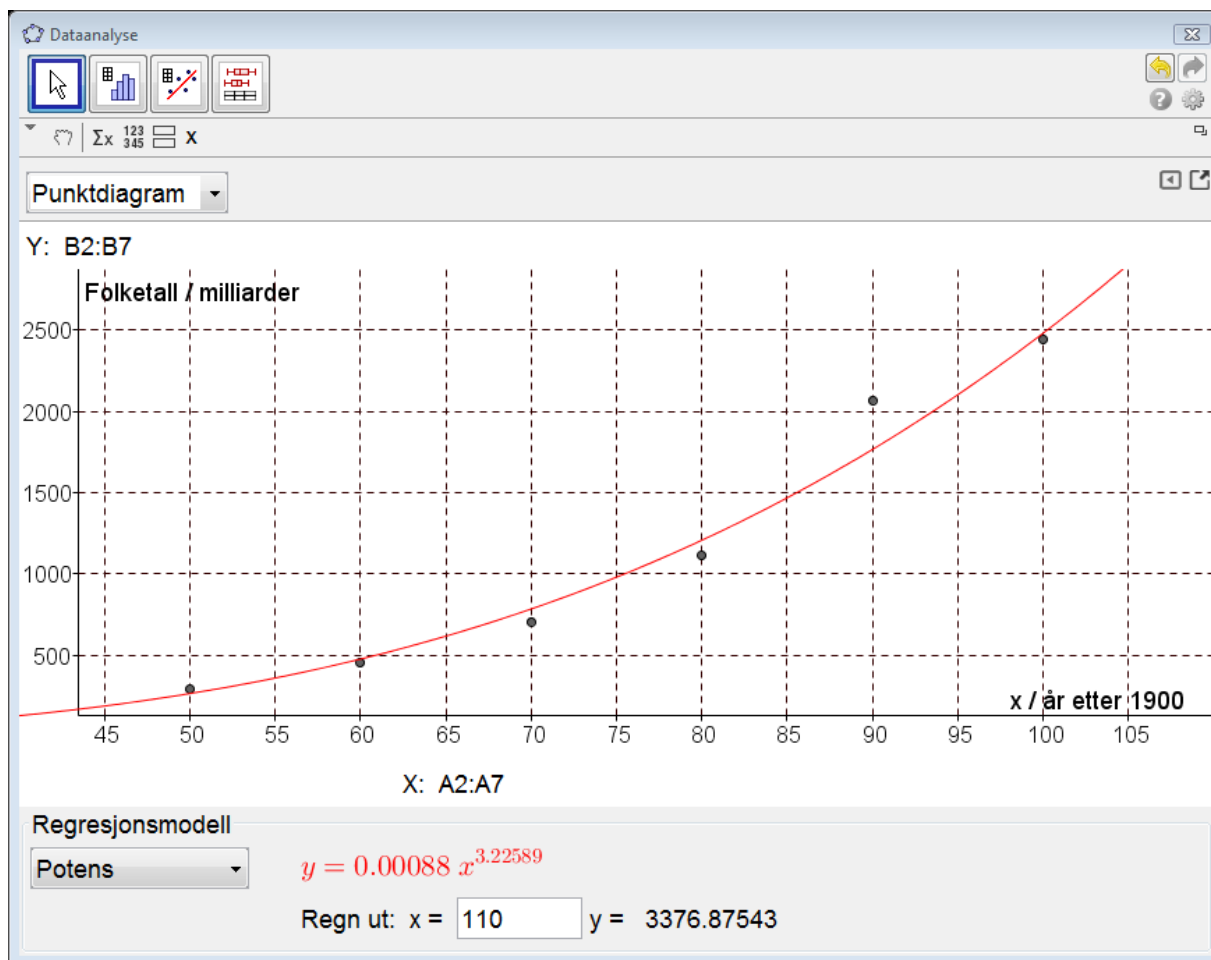 Dataanalyse
Σx 123 345 X
Punktdiagram
Y: B2:B7
Folketall / milliarder
2500
2000
1500
1000
500
x / år etter 1900
45 50 55 60 65 70 75 80 85 90 95 100 105
X: A2:A7
Regresjonsmodell
Potens y = 0.00088 x^3.22589
Regn ut: x = 110 y = 3376.87543